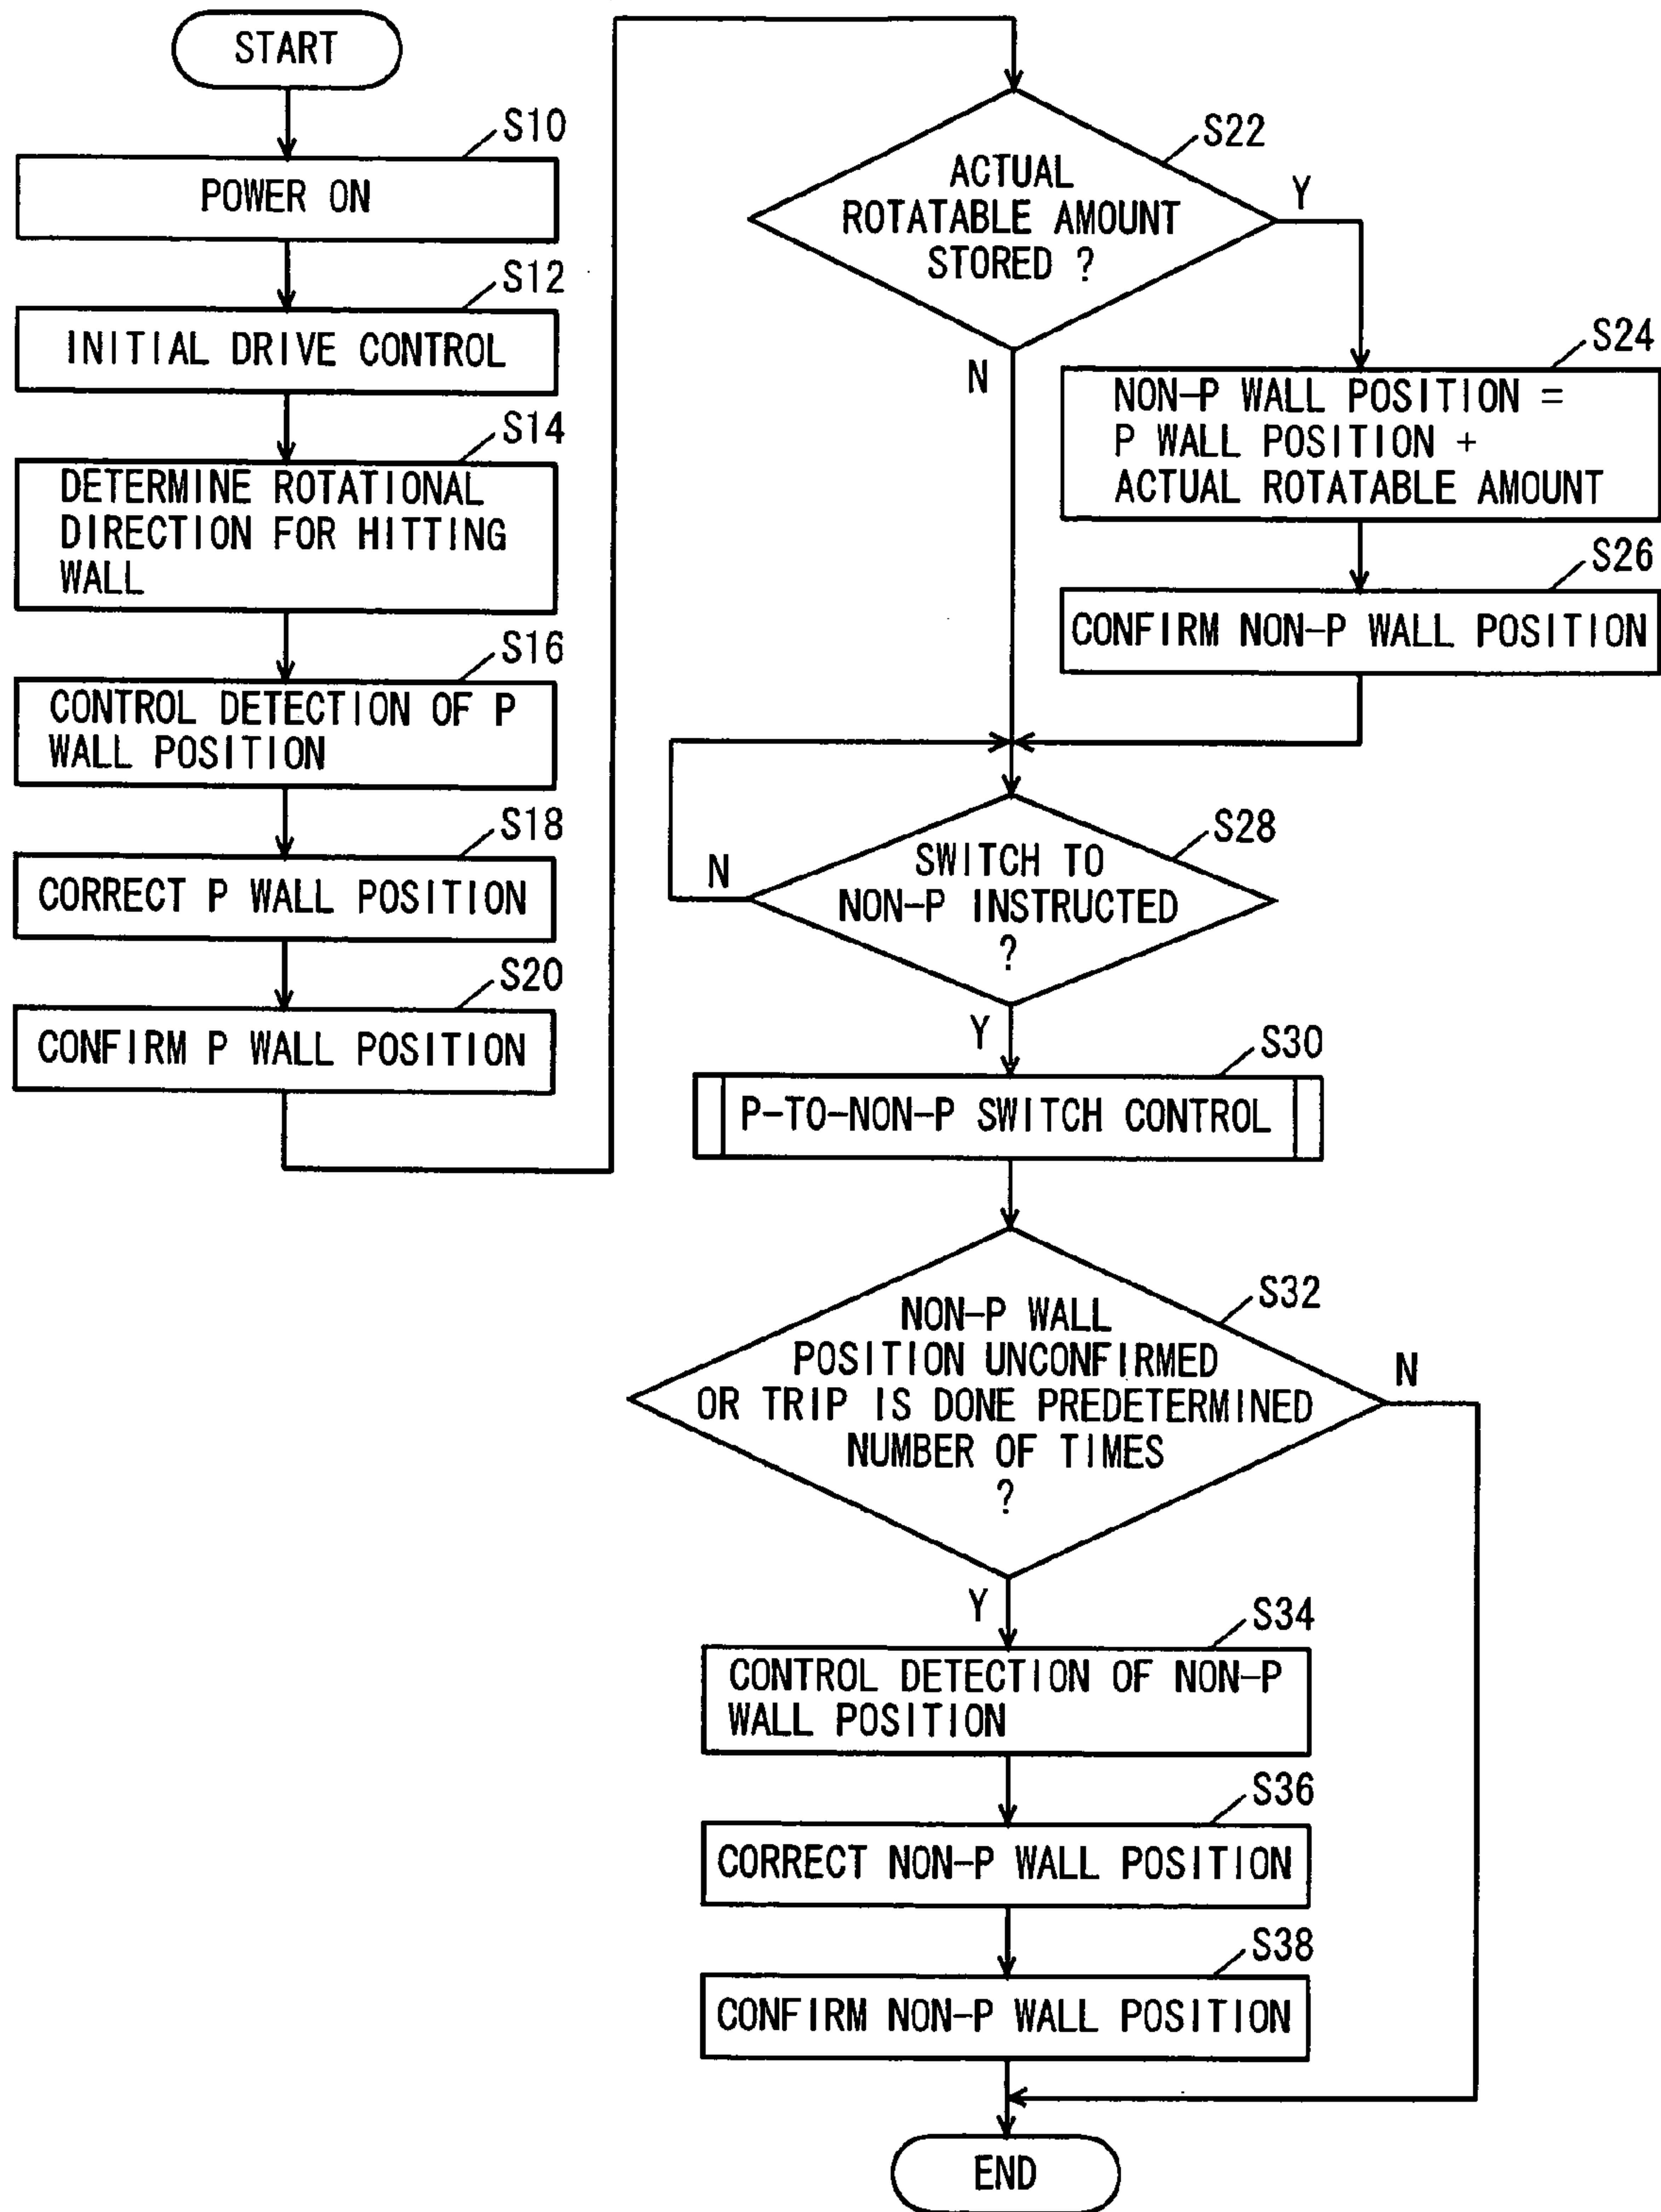 START
S10
POWER ON
S12
INITIAL DRIVE CONTROL
S14
DETERMINE ROTATIONAL
DIRECTION FOR HITTING
WALL
S16
CONTROL DETECTION OF P
WALL POSITION
S18
CORRECT P WALL POSITION
S20
CONFIRM P WALL POSITION
S22
ACTUAL
ROTATABLE AMOUNT
STORED ?
Y
N
S24
NON-P WALL POSITION =
P WALL POSITION +
ACTUAL ROTATABLE AMOUNT
S26
CONFIRM NON-P WALL POSITION
S28
SWITCH TO
NON-P INSTRUCTED
?
N
Y
S30
P-TO-NON-P SWITCH CONTROL
S32
NON-P WALL
POSITION UNCONFIRMED
OR TRIP IS DONE PREDETERMINED
NUMBER OF TIMES
?
N
Y
S34
CONTROL DETECTION OF NON-P
WALL POSITION
S36
CORRECT NON-P WALL POSITION
S38
CONFIRM NON-P WALL POSITION
END